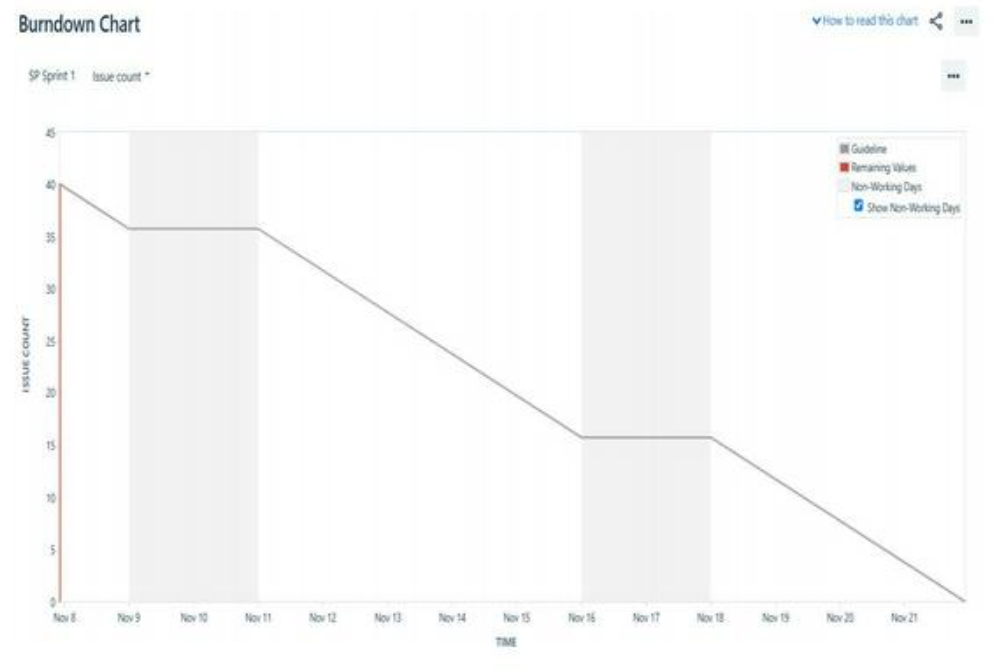 Burndown Chart
How to read this chart
SP Sprint 1 Issue count
45
40
35
30
25
20
15
10
5
0
ISSUE COUNT
Guideline
Remaining Values
Non-Working Days
Show Non-Working Days
Nov 8 Nov 9 Nov 10 Nov 11 Nov 12 Nov 13 Nov 14 Nov 15 Nov 16 Nov 17 Nov 18 Nov 19 Nov 20 Nov 21
TIME